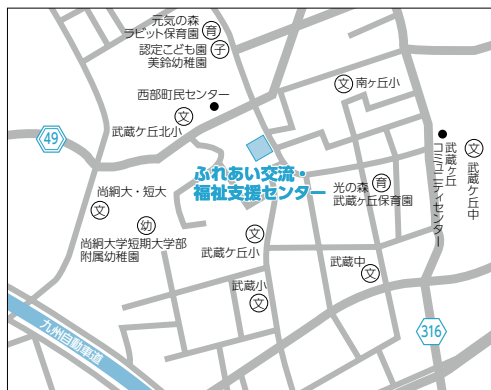 元気の森
ラビット保育園 育
認定こども園 子
美鈴幼稚園
西部町民センター
文
武蔵ケ丘北小
文 南ヶ丘小
49
ふれあい交流・
福祉支援センター
尚絅大・短大
文
幼
尚絅大学短期大学部
附属幼稚園
光の森 育
武蔵ヶ丘保育園
武蔵ヶ丘
コミュニティセンター
文
武蔵ヶ丘中
文
武蔵ケ丘小
武蔵小
文
武蔵中
文
九州自動車道
316